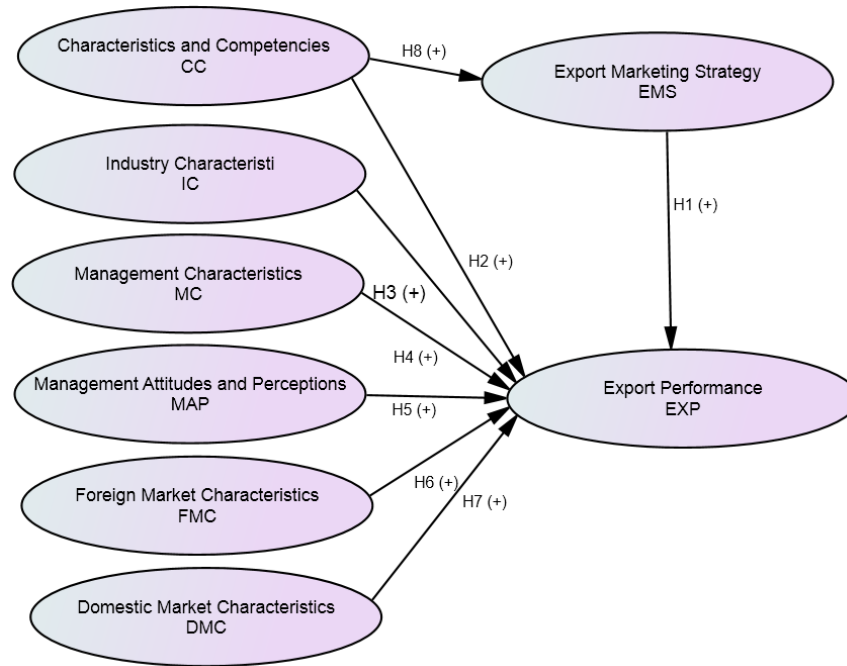 Characteristics and Competencies
CC
H8 (+)
Export Marketing Strategy
EMS
Industry Characteristi
IC
H1 (+)
Management Characteristics
MC
H2 (+)
H3 (+)
H4 (+)
Management Attitudes and Perceptions
MAP
H5 (+)
Export Performance
EXP
Foreign Market Characteristics
FMC
H6 (+)
H7 (+)
Domestic Market Characteristics
DMC